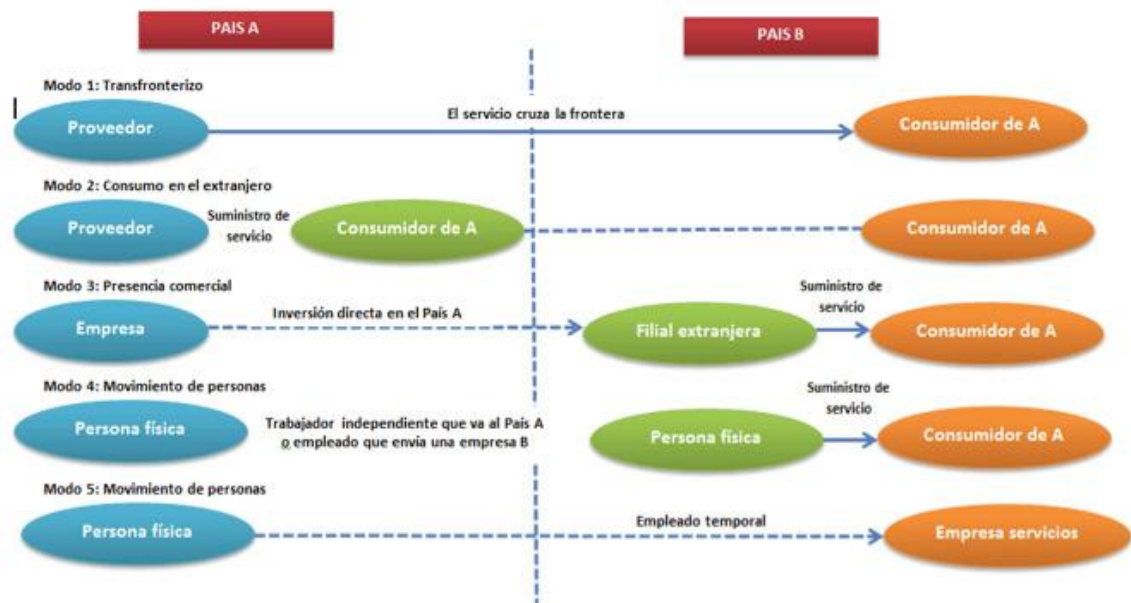 PAIS A
PAIS B
Modo 1: Transfronterizo
Proveedor
El servicio cruza la frontera
Consumidor de A
Modo 2: Consumo en el extranjero
Proveedor
Suministro de
servicio
Consumidor de A
Consumidor de A
Modo 3: Presencia comercial
Empresa
Inversión directa en el País A
Filial extranjera
Suministro de
servicio
Consumidor de A
Modo 4: Movimiento de personas
Persona física
Trabajador independiente que va al País A
o empleado que envía una empresa B
Persona física
Suministro de
servicio
Consumidor de A
Modo 5: Movimiento de personas
Persona física
Empleado temporal
Empresa servicios